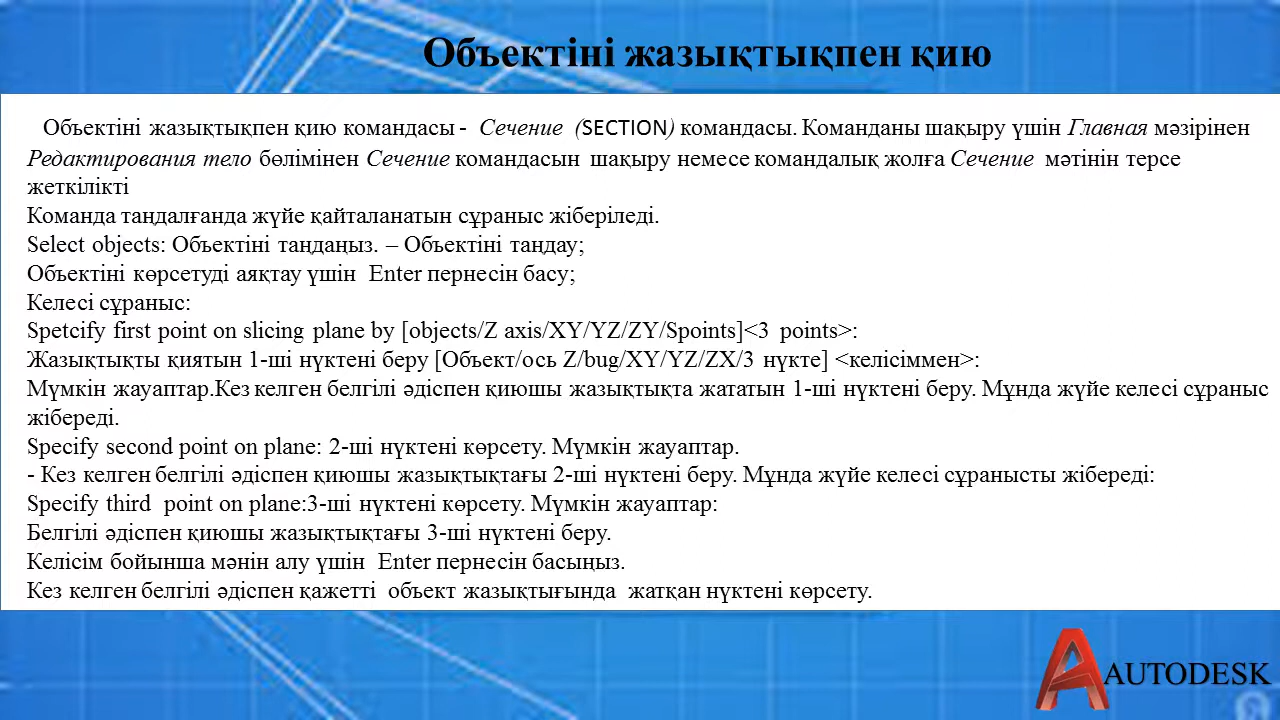 Объектіні жазықтықпен қию
Объектіні жазықтықпен қию командасы - Сечение (SECTION) командасы. Команданы шақыру үшін Главная мәзірінен
Редактирования тело бөлімінен Сечение командасын шақыру немесе командалық жолға Сечение мәтінін терсе
жеткілікті
Команда таңдалғанда жүйе қайталанатын сұраныс жіберіледі.
Select objects: Объектіні таңдаңыз. – Объектіні таңдау;
Объектіні көрсетуді аяқтау үшін Enter пернесін басу;
Келесі сұраныс:
Spetcify first point on slicing plane by [objects/Z axis/XY/YZ/ZY/Spoints]<3 points>:
Жазықтықты қиятын 1-ші нүктені беру [Объект/ось Z/bug/XY/YZ/ZX/3 нүкте] <келісіммен>:
Мүмкін жауаптар.Кез келген белгілі әдіспен қиюшы жазықтықта жататын 1-ші нүктені беру. Мұнда жүйе келесі сұраныс
жібереді.
Specify second point on plane: 2-ші нүктені көрсету. Мүмкін жауаптар.
- Кез келген белгілі әдіспен қиюшы жазықтықтағы 2-ші нүктені беру. Мұнда жүйе келесі сұранысты жібереді:
Specify third point on plane:3-ші нүктені көрсету. Мүмкін жауаптар:
Белгілі әдіспен қиюшы жазықтықтағы 3-ші нүктені беру.
Келісім бойынша мәнін алу үшін Enter пернесін басыңыз.
Кез келген белгілі әдіспен қажетті объект жазықтығында жатқан нүктені көрсету.
AUTODESK